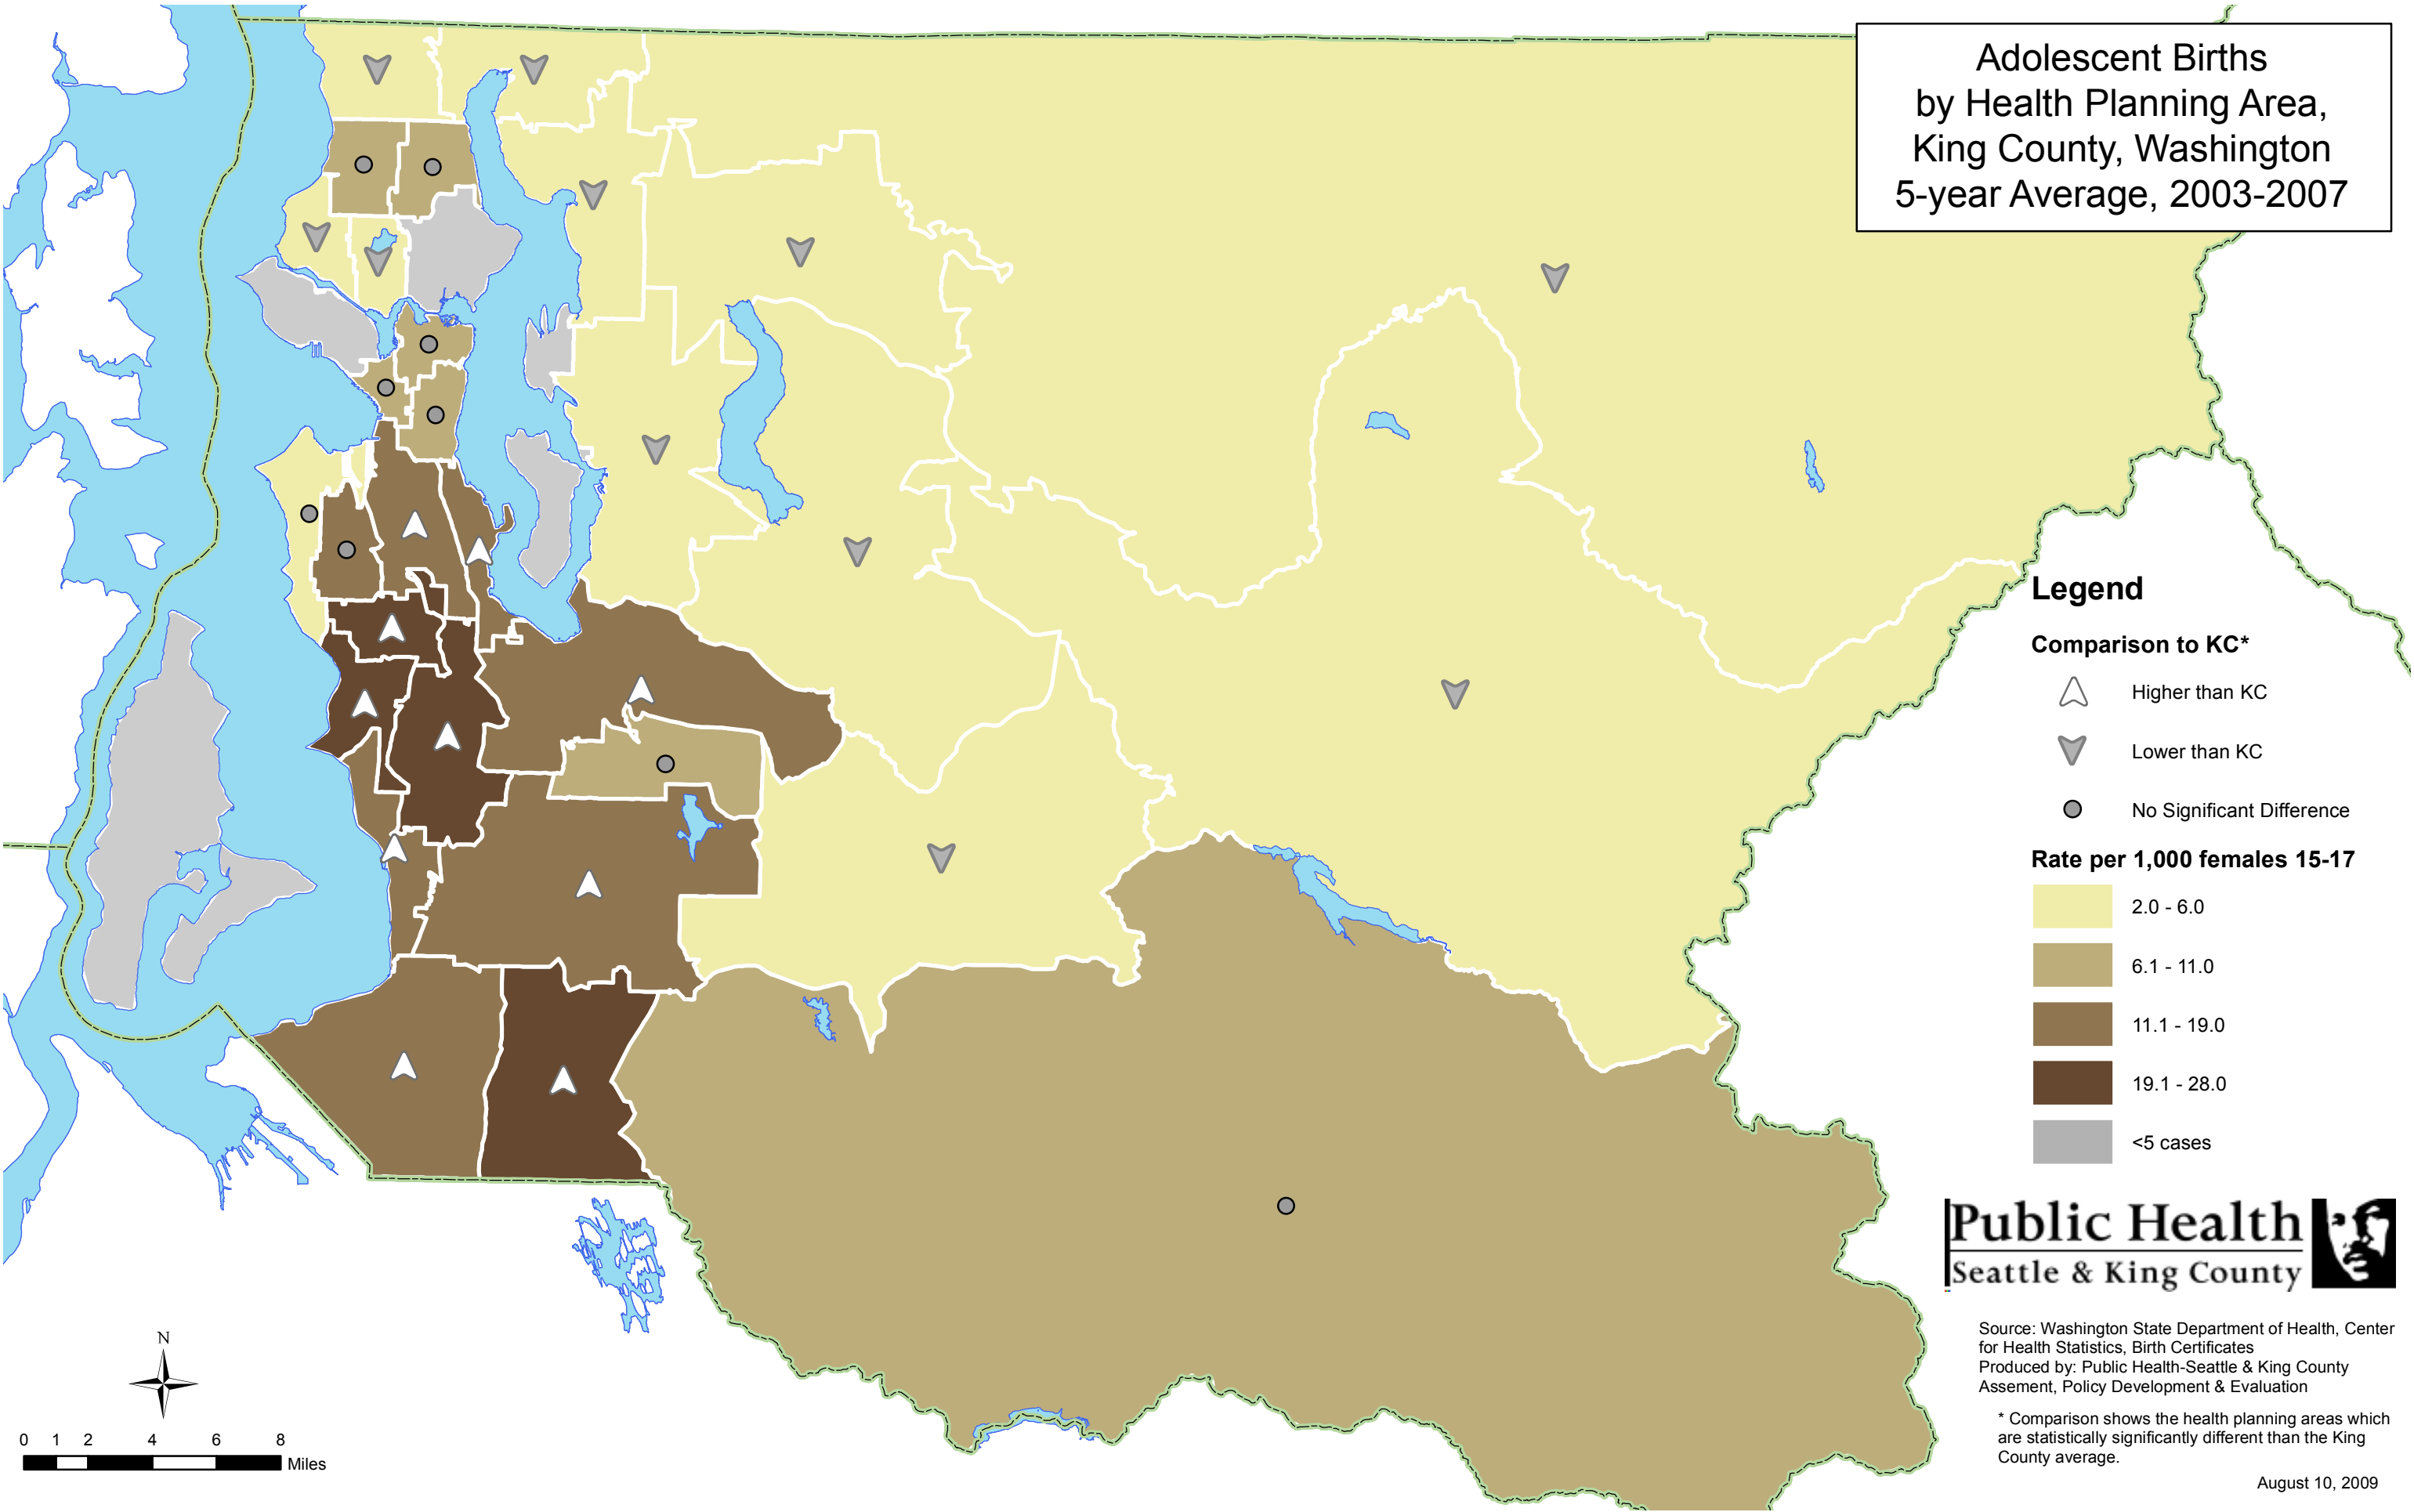 Adolescent Births
by Health Planning Area,
King County, Washington
5-year Average, 2003-2007
Legend
Comparison to KC*
Higher than KC
Lower than KC
No Significant Difference
Rate per 1,000 females 15-17
2.0 - 6.0
6.1 - 11.0
11.1 - 19.0
19.1 - 28.0
<5 cases
Public Health
Seattle & King County
Source: Washington State Department of Health, Center
for Health Statistics, Birth Certificates
Produced by: Public Health-Seattle & King County
Assement, Policy Development & Evaluation
* Comparison shows the health planning areas which
are statistically significantly different than the King
County average.
August 10, 2009
N
0 1 2 4 6 8
Miles